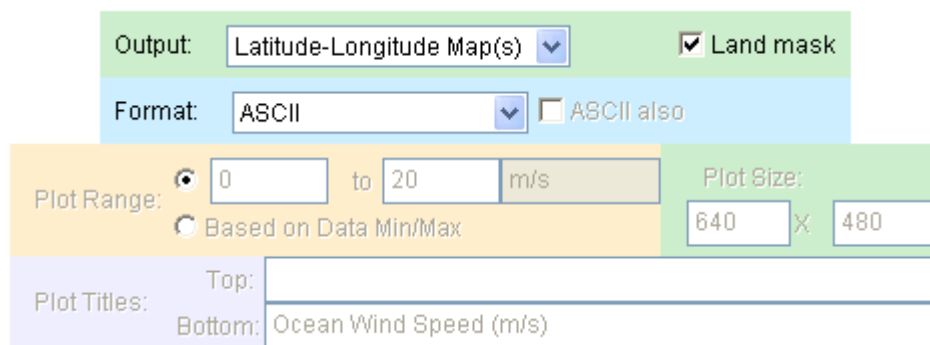 Output: Latitude-Longitude Map(s) Land mask
Format: ASCII ASCII also
Plot Range: 0 to 20 m/s
Based on Data Min/Max
Plot Size:
640 X 480
Plot Titles:
Top:
Bottom: Ocean Wind Speed (m/s)